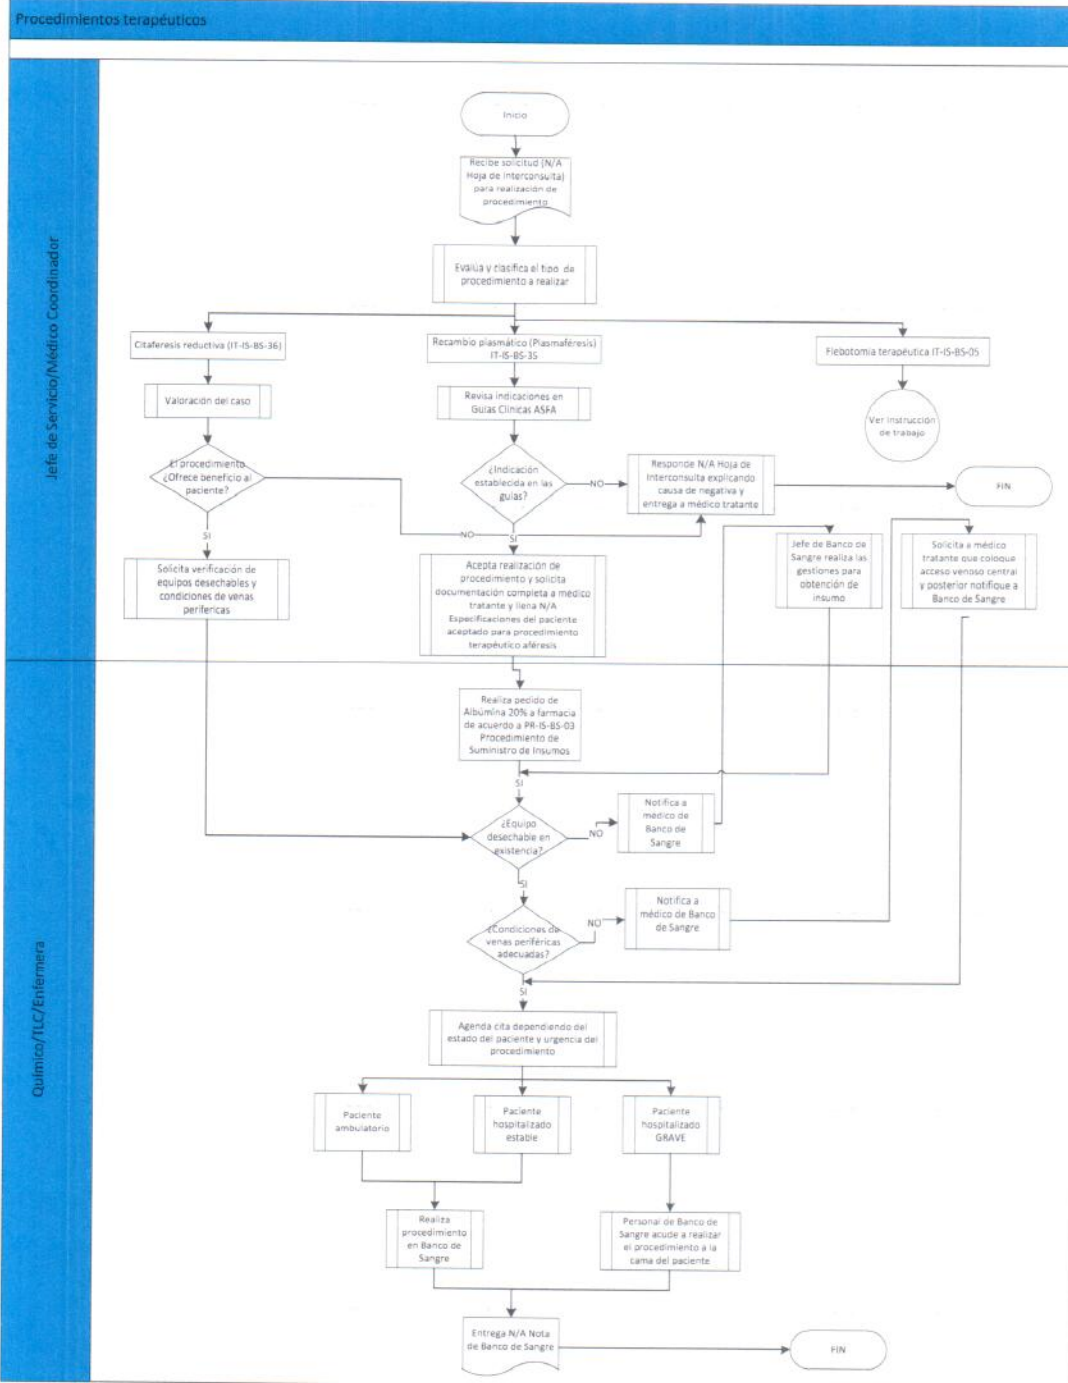 Procedimientos terapéuticos
Jefe de Servicio/Médico Coordinador
Inicio
Recibe solicitud (N/A
Hoja de Interconsulta)
para realización de
procedimiento
Evalúa y clasifica el tipo de
procedimiento a realizar
Citaferesis reductiva (IT-IS-BS-36)
Recambio plasmático (Plasmaféresis)
IT-IS-BS-35
Flebotomia terapéutica IT-IS-BS-05
Valoración del caso
Revisa indicaciones en
Guias Clinicas ASFA
Ver instrucción
de trabajo
El procedimiento
¿Ofrece beneficio al
paciente?
¿Indicación
establecida en las
guias?
NO
Responde N/A Hoja de
Interconsulta explicando
causa de negativa y
entrega a médico tratante
FIN
SI
NO
SI
Solicita verificación de
equipos desechables y
condiciones de venas
perifericas
Acepta realización de
procedimiento y solicita
documentación completa a médico
tratante y llena N/A
Especificaciones del paciente
aceptado para procedimiento
terapéutico aféresis
Jefe de Banco de
Sangre realiza las
gestiones para
obtención de
insumo
Solicita a médico
tratante que coloque
acceso venoso central
y posterior notifique a
Banco de Sangre
Químico/TLC/Enfermera
Realiza pedido de
Albúmina 20% a farmacia
de acuerdo a PR-IS-BS-03
Procedimiento de
Suministro de Insumos
SI
¿Equipo
desechable en
existencia?
NO
Notifica a
médico de
Banco de
Sangre
SI
¿Condiciones de
venas periféricas
adecuadas?
NO
Notifica a
médico de Banco
de Sangre
SI
Agenda cita dependiendo del
estado del paciente y urgencia del
procedimiento
Paciente
ambulatorio
Paciente
hospitalizado
estable
Paciente
hospitalizado
GRAVE
Realiza
procedimiento
en Banco de
Sangre
Personal de Banco de
Sangre acude a realizar
el procedimiento a la
cama del paciente
Entrega N/A Nota
de Banco de Sangre
FIN